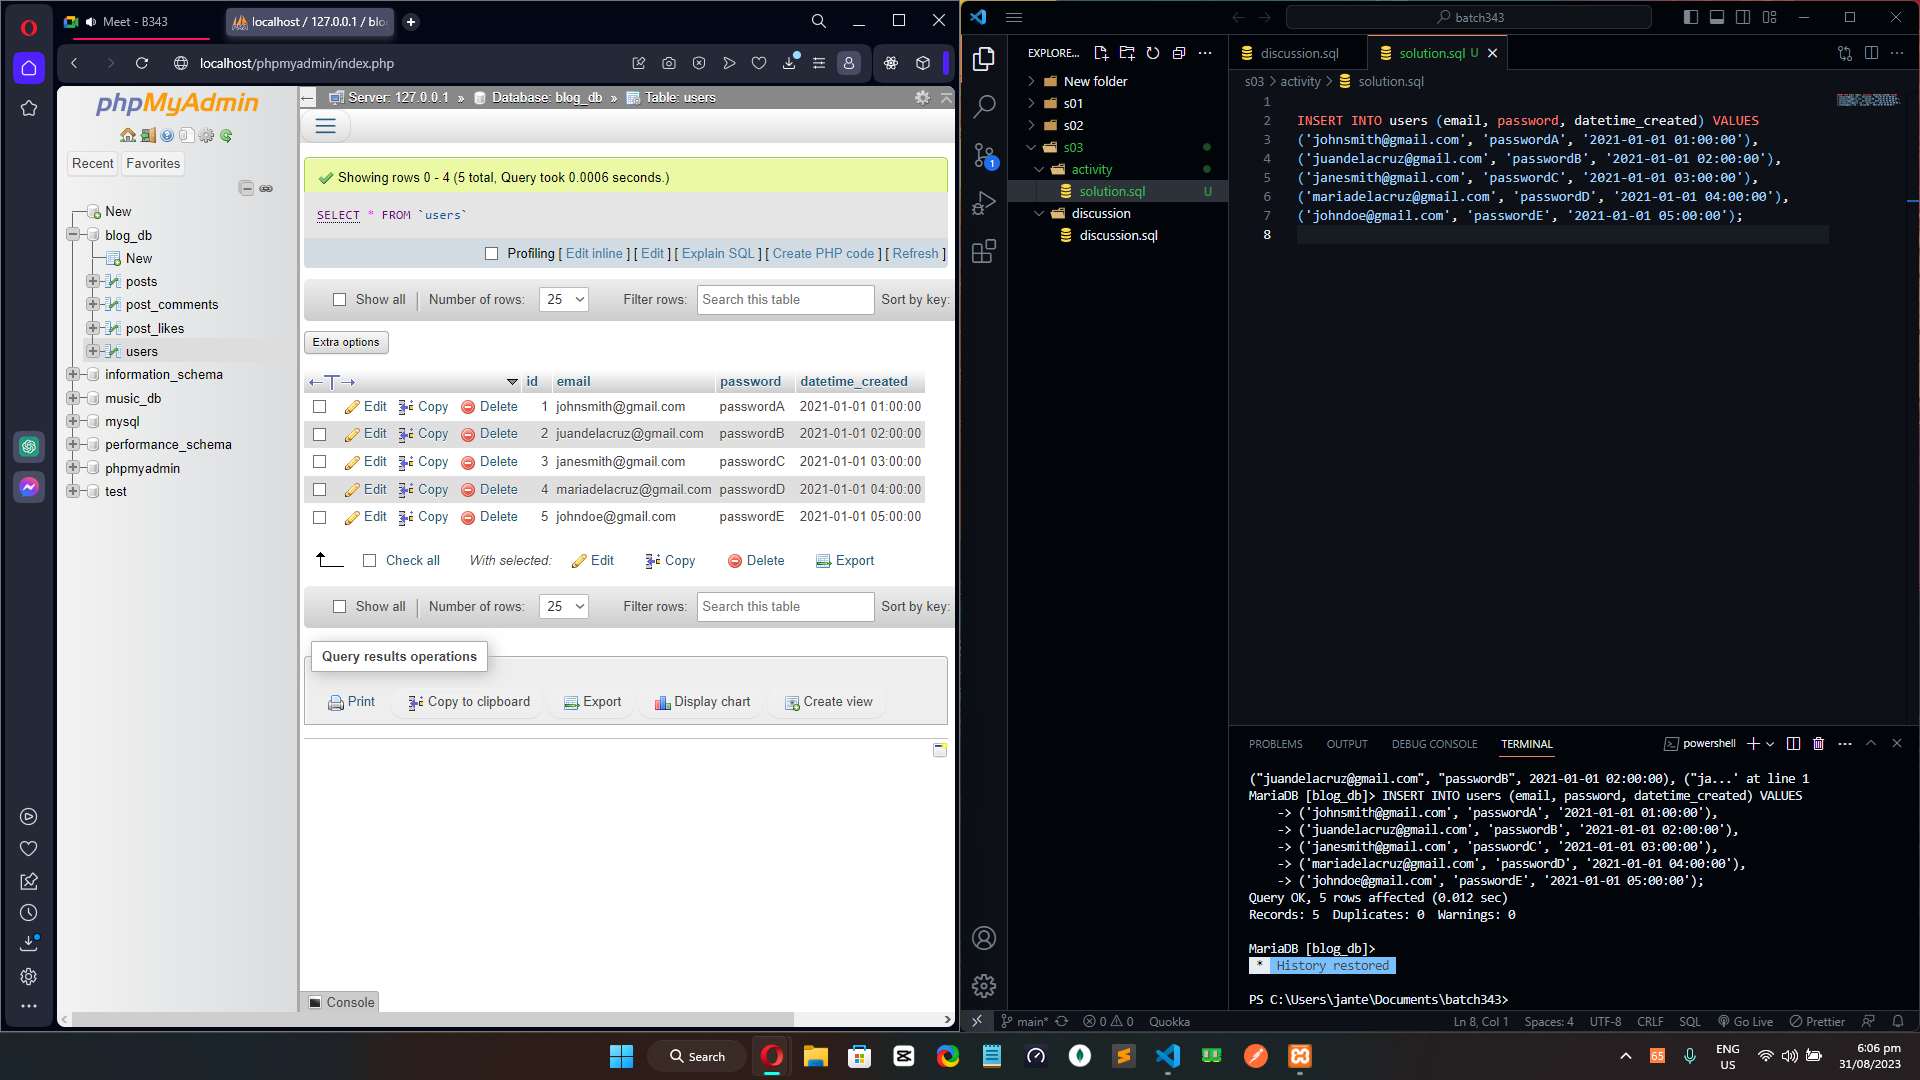 Meet - B343
localhost / 127.0.0.1 / blo
localhost/phpmyadmin/index.php
phpMyAdmin
Recent
Favorites
New
blog_db
New
posts
post_comments
post_likes
users
information_schema
music_db
mysql
performance_schema
phpmyadmin
test
Server: 127.0.0.1 » Database: blog_db » Table: users
Showing rows 0 - 4 (5 total, Query took 0.0006 seconds.)
SELECT * FROM `users`
Profiling [ Edit inline ] [ Edit ] [ Explain SQL ] [ Create PHP code ] [ Refresh ]
Show all | Number of rows: 25 Filter rows: Search this table Sort by key:
Extra options
id email password datetime_created
Edit Copy Delete 1 johnsmith@gmail.com passwordA 2021-01-01 01:00:00
Edit Copy Delete 2 juandelacruz@gmail.com passwordB 2021-01-01 02:00:00
Edit Copy Delete 3 janesmith@gmail.com passwordC 2021-01-01 03:00:00
Edit Copy Delete 4 mariadelacruz@gmail.com passwordD 2021-01-01 04:00:00
Edit Copy Delete 5 johndoe@gmail.com passwordE 2021-01-01 05:00:00
Check all With selected: Edit Copy Delete Export
Show all | Number of rows: 25 Filter rows: Search this table Sort by key:
Query results operations
Print Copy to clipboard Export Display chart Create view
Console
batch343
EXPLORE...
New folder
s01
s02
s03
activity
solution.sql U
discussion
discussion.sql
1
discussion.sql
solution.sql U
s03 > activity > solution.sql
1
2 INSERT INTO users (email, password, datetime_created) VALUES
3 ('johnsmith@gmail.com', 'passwordA', '2021-01-01 01:00:00'),
4 ('juandelacruz@gmail.com', 'passwordB', '2021-01-01 02:00:00'),
5 ('janesmith@gmail.com', 'passwordC', '2021-01-01 03:00:00'),
6 ('mariadelacruz@gmail.com', 'passwordD', '2021-01-01 04:00:00'),
7 ('johndoe@gmail.com', 'passwordE', '2021-01-01 05:00:00');
8
PROBLEMS OUTPUT DEBUG CONSOLE TERMINAL powershell
("juandelacruz@gmail.com", "passwordB", 2021-01-01 02:00:00), ("ja...' at line 1
MariaDB [blog_db]> INSERT INTO users (email, password, datetime_created) VALUES
-> ('johnsmith@gmail.com', 'passwordA', '2021-01-01 01:00:00'),
-> ('juandelacruz@gmail.com', 'passwordB', '2021-01-01 02:00:00'),
-> ('janesmith@gmail.com', 'passwordC', '2021-01-01 03:00:00'),
-> ('mariadelacruz@gmail.com', 'passwordD', '2021-01-01 04:00:00'),
-> ('johndoe@gmail.com', 'passwordE', '2021-01-01 05:00:00');
Query OK, 5 rows affected (0.012 sec)
Records: 5 Duplicates: 0 Warnings: 0
MariaDB [blog_db]>
* History restored
PS C:\Users\jante\Documents\batch343>
main* 0 0 Quokka Ln 8, Col 1 Spaces: 4 UTF-8 CRLF SQL Go Live Prettier
Search
65
ENG
US
6:06 pm
31/08/2023